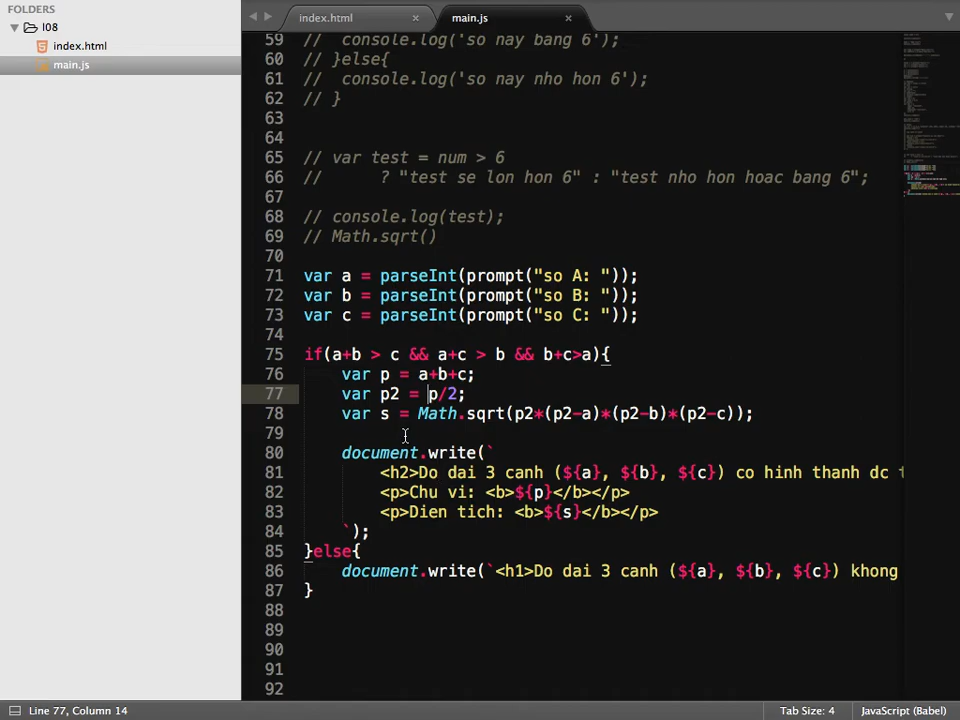 FOLDERS
l08
index.html
main.js
index.html ×
main.js ×
59 //  console.log('so nay bang 6');
60 // }else{
61 //  console.log('so nay nho hon 6');
62 // }
63
64
65 // var test = num > 6
66 //      ? "test se lon hon 6" : "test nho hon hoac bang 6";
67
68 // console.log(test);
69 // Math.sqrt()
70
71 var a = parseInt(prompt("so A: "));
72 var b = parseInt(prompt("so B: "));
73 var c = parseInt(prompt("so C: "));
74
75 if(a+b > c && a+c > b && b+c>a){
76     var p = a+b+c;
77     var p2 = p/2;
78     var s = Math.sqrt(p2*(p2-a)*(p2-b)*(p2-c));
79
80     document.write(`
81         <h2>Do dai 3 canh (${a}, ${b}, ${c}) co hinh thanh dc t
82         <p>Chu vi: <b>${p}</b></p>
83         <p>Dien tich: <b>${s}</b></p>
84     `);
85 }else{
86     document.write(`<h1>Do dai 3 canh (${a}, ${b}, ${c}) khong
87 }
88
89
90
91
92
Line 77, Column 14
Tab Size: 4
JavaScript (Babel)